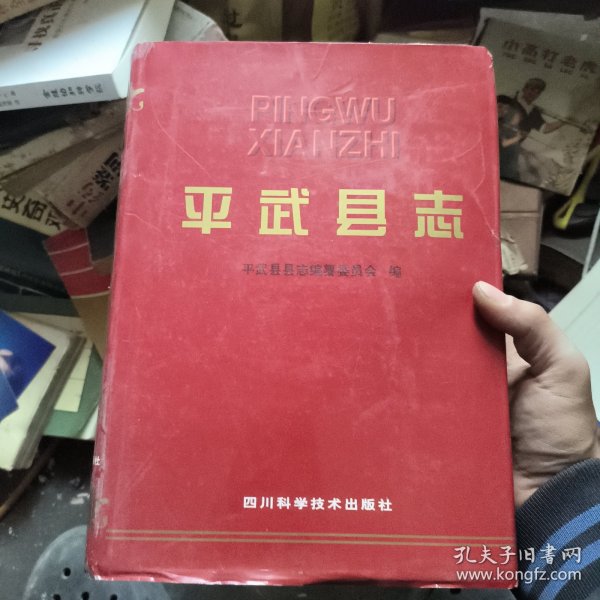 PINGWU
XIANZHI
平武县志
平武县县志编纂委员会 编
四川科学技术出版社
孔夫子旧书网
www.kongfz.com